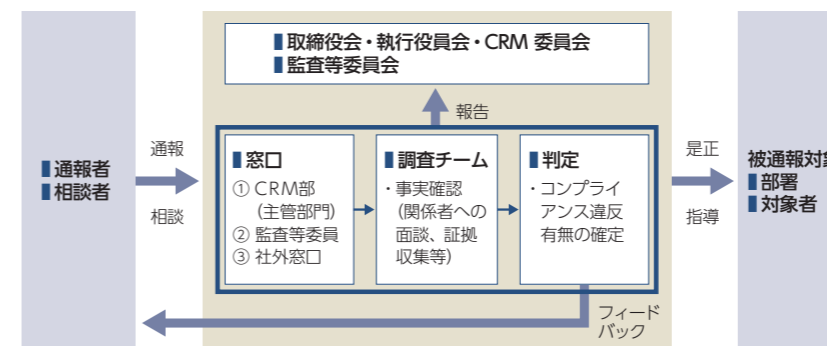 ■取締役会・執行役員会・CRM 委員会
■監査等委員会
報告
■通報者
■相談者
通報
相談
■窓口
① CRM部
(主管部門)
② 監査等委員
③ 社外窓口
■調査チーム
・事実確認
(関係者への
面談、証拠
収集等)
■判定
・コンプライ
アンス違反
有無の確定
是正
指導
被通報対象
■部署
■対象者
フィード
バック